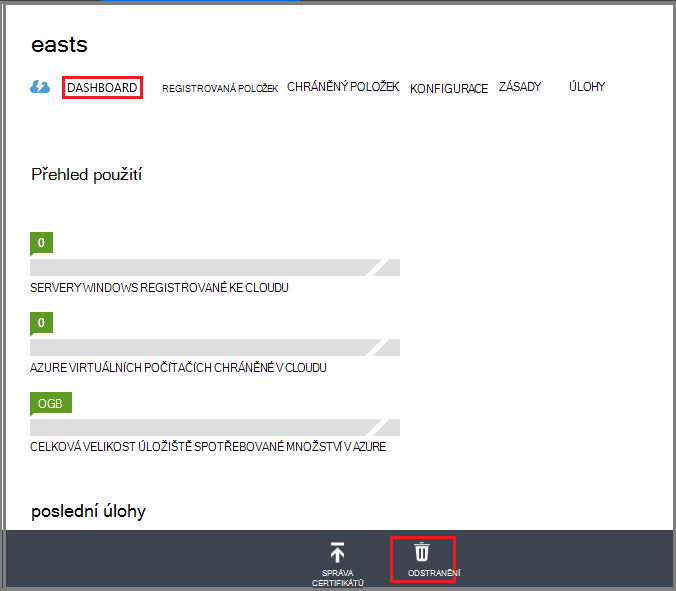 easts
DASHBOARD REGISTROVANÁ POLOŽEK CHRÁNĚNÝ POLOŽEK KONFIGURACE ZÁSADY ÚLOHY
Přehled použití
0
SERVERY WINDOWS REGISTROVANÉ KE CLOUDU
0
AZURE VIRTUÁLNÍCH POČÍTAČÍCH CHRÁNĚNÉ V CLOUDU
OGB
CELKOVÁ VELIKOST ÚLOŽIŠTĚ SPOTŘEBOVANÉ MNOŽSTVÍ V AZURE
poslední úlohy
SPRÁVA
CERTIFIKÁTŮ
ODSTRANĚNÍ